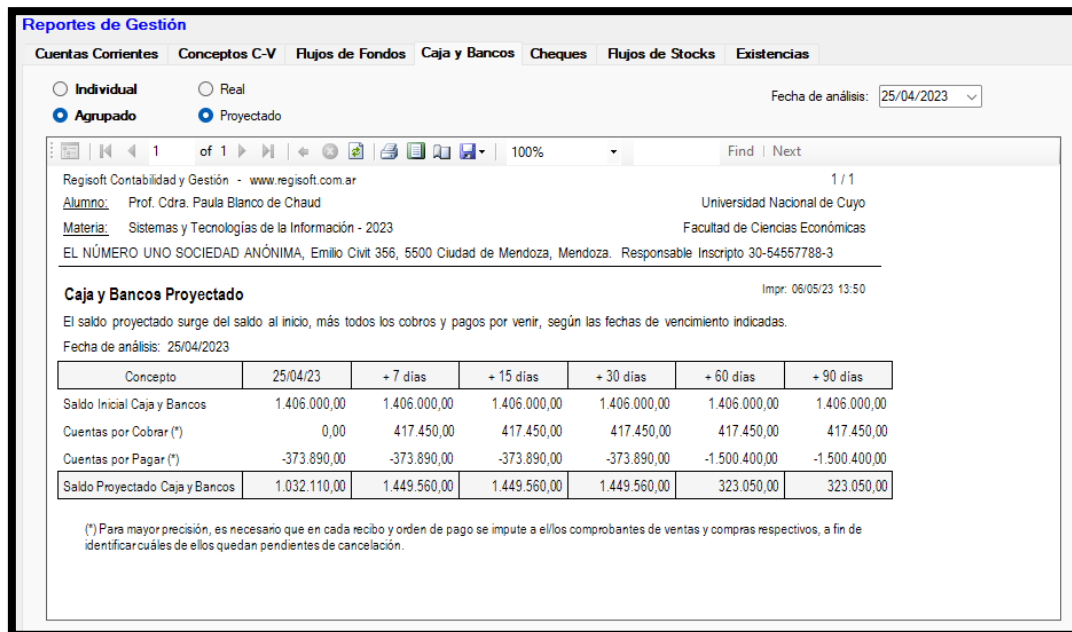 Reportes de Gestión
Cuentas Corrientes Conceptos C-V Flujos de Fondos Caja y Bancos Cheques Flujos de Stocks Existencias
Individual Real Fecha de análisis: 25/04/2023
Agrupado Proyectado
1 of 1 100% Find | Next
Regisoft Contabilidad y Gestión - www.regisoft.com.ar 1 / 1
Alumno: Prof. Cdra. Paula Blanco de Chaud Universidad Nacional de Cuyo
Materia: Sistemas y Tecnologías de la Información - 2023 Facultad de Ciencias Económicas
EL NÚMERO UNO SOCIEDAD ANÓNIMA, Emilio Civit 356, 5500 Ciudad de Mendoza, Mendoza. Responsable Inscripto 30-54557788-3
Caja y Bancos Proyectado Impr: 06/05/23 13:50
El saldo proyectado surge del saldo al inicio, más todos los cobros y pagos por venir, según las fechas de vencimiento indicadas.
Fecha de análisis: 25/04/2023
Concepto 25/04/23 + 7 días + 15 días + 30 días + 60 días + 90 días
Saldo Inicial Caja y Bancos 1.406.000,00 1.406.000,00 1.406.000,00 1.406.000,00 1.406.000,00 1.406.000,00
Cuentas por Cobrar (*) 0,00 417.450,00 417.450,00 417.450,00 417.450,00 417.450,00
Cuentas por Pagar (*) -373.890,00 -373.890,00 -373.890,00 -373.890,00 -1.500.400,00 -1.500.400,00
Saldo Proyectado Caja y Bancos 1.032.110,00 1.449.560,00 1.449.560,00 1.449.560,00 323.050,00 323.050,00
(*) Para mayor precisión, es necesario que en cada recibo y orden de pago se impute a el/los comprobantes de ventas y compras respectivos, a fin de
identificar cuáles de ellos quedan pendientes de cancelación.